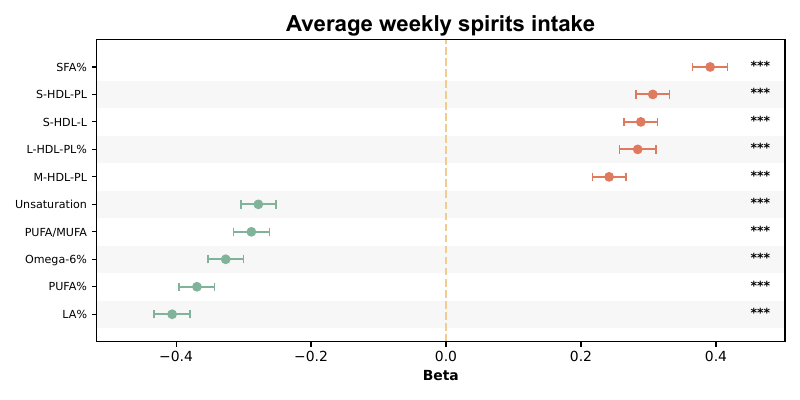 Average weekly spirits intake
SFA% ***
S-HDL-PL ***
S-HDL-L ***
L-HDL-PL% ***
M-HDL-PL ***
Unsaturation ***
PUFA/MUFA ***
Omega-6% ***
PUFA% ***
LA% ***
−0.4 −0.2 0.0 0.2 0.4
Beta